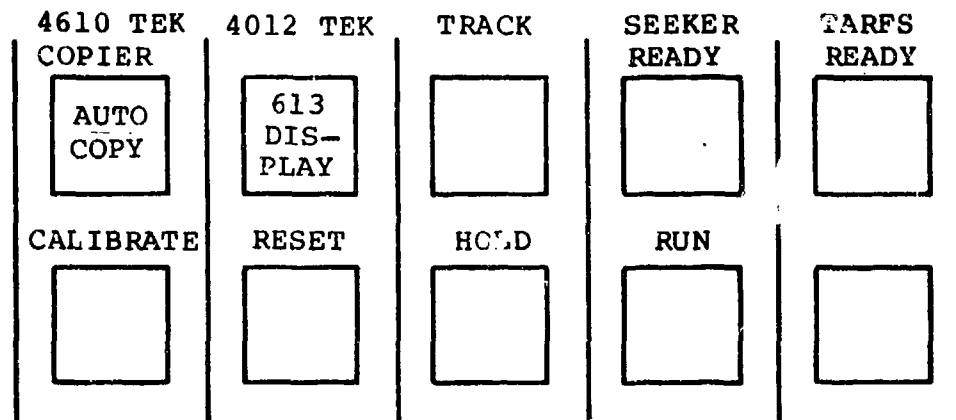 4610 TEK COPIER
AUTO
COPY
4012 TEK
613
DIS-
PLAY
TRACK
SEEKER
READY
TARFS
READY
CALIBRATE
RESET
HOLD
RUN